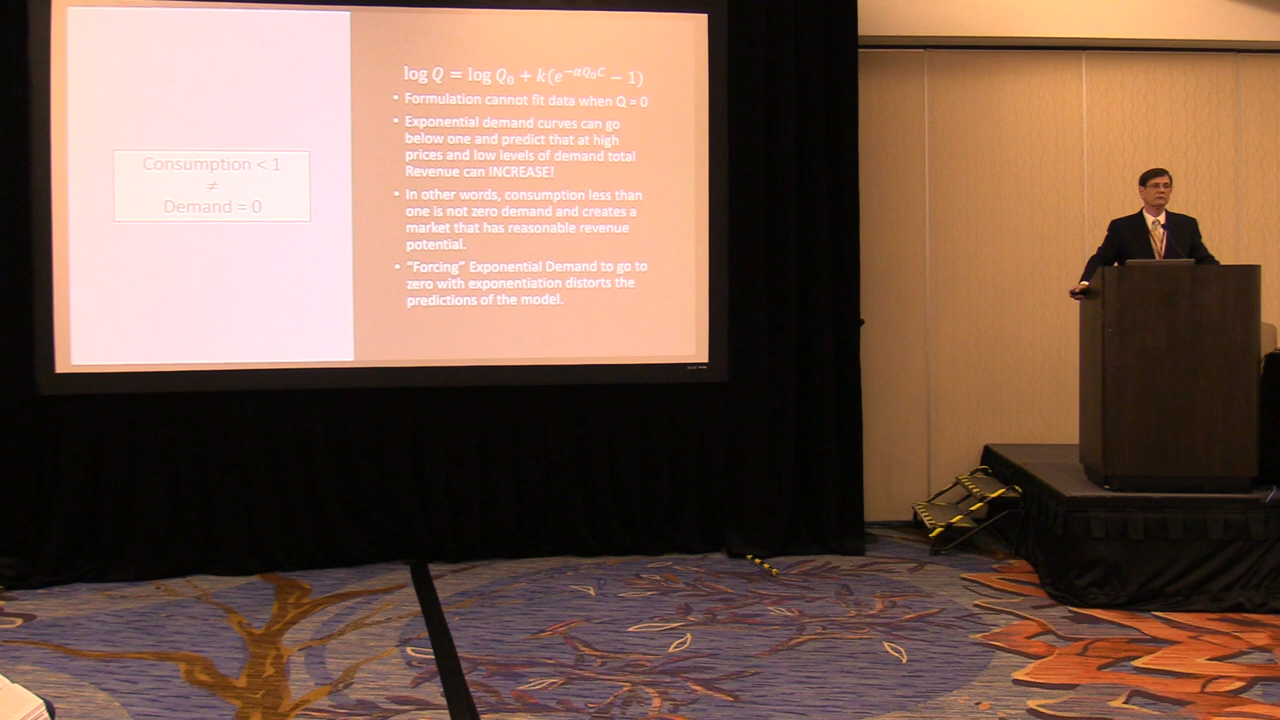 Consumption < 1
≠
Demand = 0
log Q = log Q₀ + k(e^{−αQ₀C} − 1)
• Formulation cannot fit data when Q = 0
• Exponential demand curves can go
below one and predict that at high
prices and low levels of demand total
Revenue can INCREASE!
• In other words, consumption less than
one is not zero demand and creates a
market that has reasonable revenue
potential.
• "Forcing" Exponential Demand to go to
zero with exponentiation distorts the
predictions of the model.